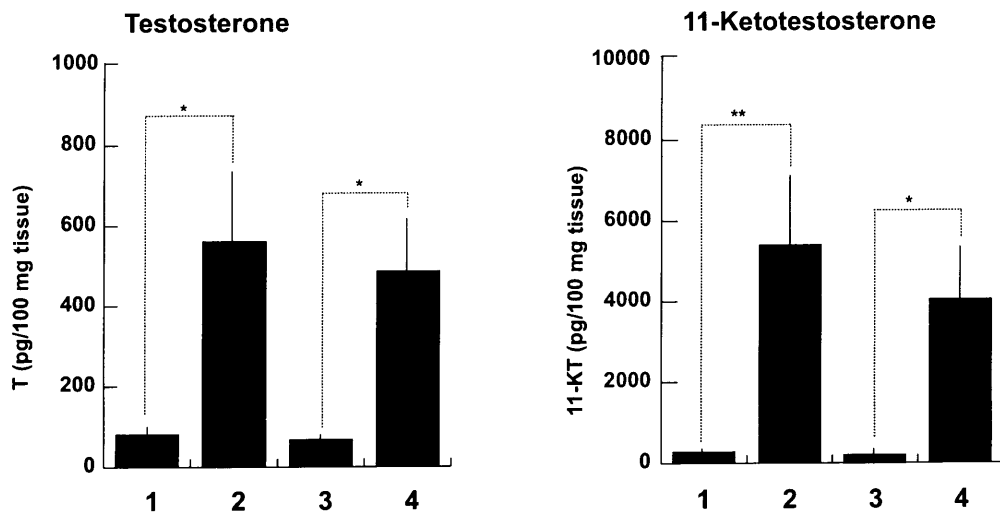 Testosterone
T (pg/100 mg tissue)
1000
800
600
400
200
0
*
*
1 2 3 4
11-Ketotestosterone
11-KT (pg/100 mg tissue)
10000
8000
6000
4000
2000
0
**
*
1 2 3 4